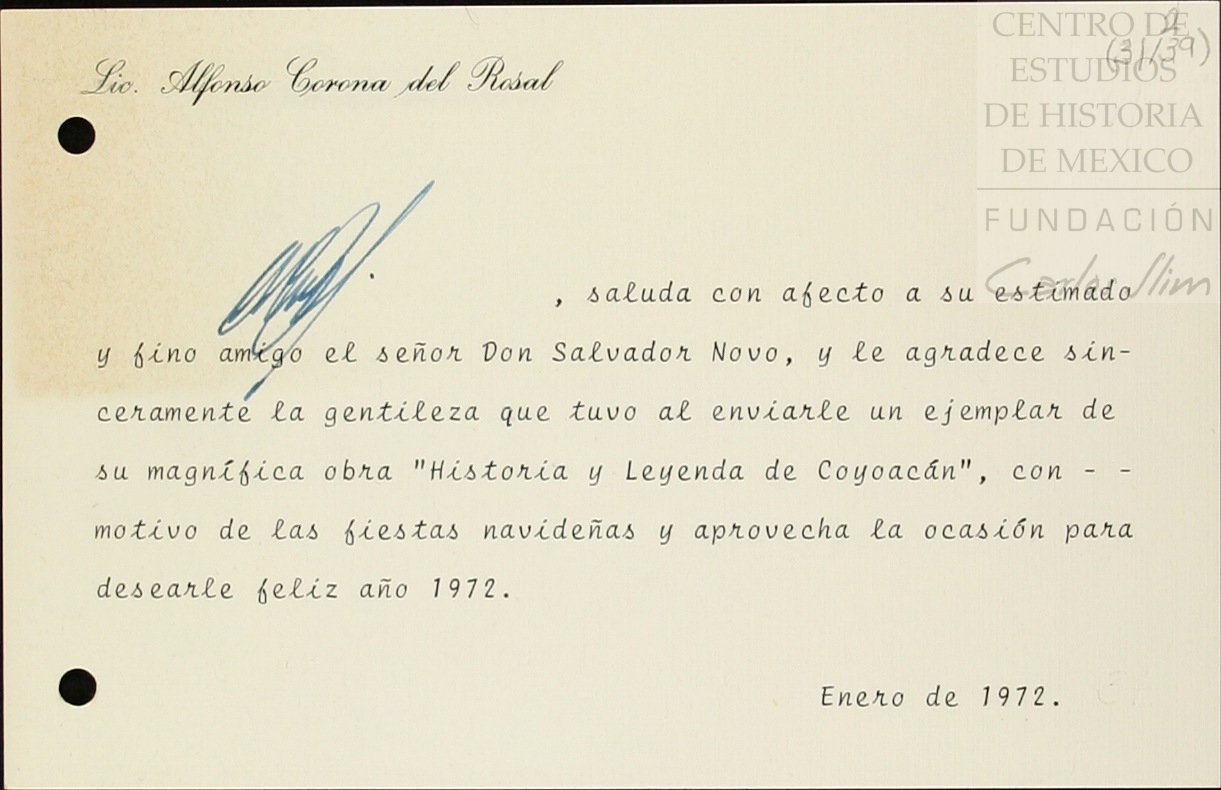 CENTRO DE
ESTUDIOS
DE HISTORIA
DE MEXICO
FUNDACIÓN
Carlos Slim
2
(31/39)
Lic. Alfonso Corona del Rosal
, saluda con afecto a su estimado
y fino amigo el señor Don Salvador Novo, y le agradece sin-
ceramente la gentileza que tuvo al enviarle un ejemplar de
su magnífica obra "Historia y Leyenda de Coyoacán", con - -
motivo de las fiestas navideñas y aprovecha la ocasión para
desearle feliz año 1972.
Enero de 1972.